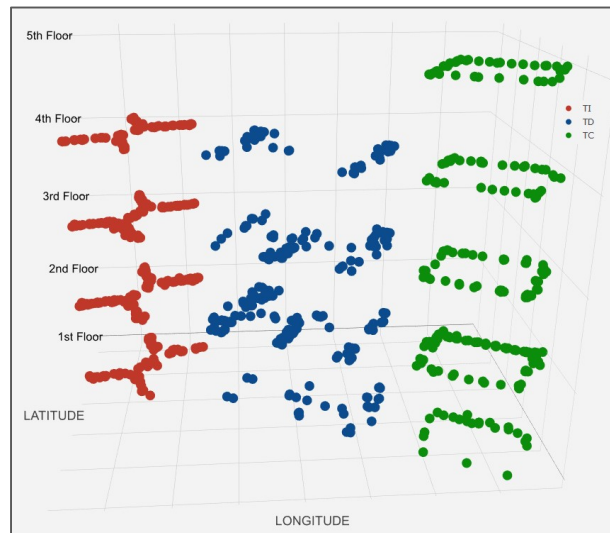 5th Floor
4th Floor
TI
TD
TC
3rd Floor
2nd Floor
1st Floor
LATITUDE
LONGITUDE